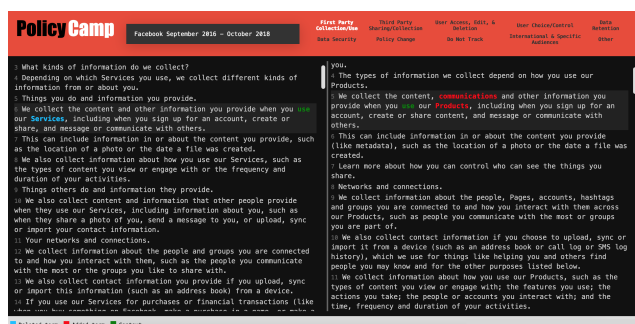 PolicyCamp
Facebook September 2016 – October 2018
First Party Collection/Use
Third Party Sharing/Collection
User Access, Edit, & Deletion
User Choice/Control
Data Retention
Data Security
Policy Change
Do Not Track
International & Specific Audiences
Other
3 What kinds of information do we collect?
4 Depending on which Services you use, we collect different kinds of
information from or about you.
5 Things you do and information you provide.
6 We collect the content and other information you provide when you use
our Services, including when you sign up for an account, create or
share, and message or communicate with others.
7 This can include information in or about the content you provide, such
as the location of a photo or the date a file was created.
8 We also collect information about how you use our Services, such as
the types of content you view or engage with or the frequency and
duration of your activities.
9 Things others do and information they provide.
10 We also collect content and information that other people provide
when they use our Services, including information about you, such as
when they share a photo of you, send a message to you, or upload, sync
or import your contact information.
11 Your networks and connections.
12 We collect information about the people and groups you are connected
to and how you interact with them, such as the people you communicate
with the most or the groups you like to share with.
13 We also collect contact information you provide if you upload, sync
or import this information (such as an address book) from a device.
14 If you use our Services for purchases or financial transactions (like
you.
4 The types of information we collect depend on how you use our
Products.
5 We collect the content, communications and other information you
provide when you use our Products, including when you sign up for an
account, create or share content, and message or communicate with
others.
6 This can include information in or about the content you provide
(like metadata), such as the location of a photo or the date a file was
created.
7 Learn more about how you can control who can see the things you
share.
8 Networks and connections.
9 We collect information about the people, Pages, accounts, hashtags
and groups you are connected to and how you interact with them across
our Products, such as people you communicate with the most or groups
you are part of.
10 We also collect contact information if you choose to upload, sync or
import it from a device (such as an address book or call log or SMS log
history), which we use for things like helping you and others find
people you may know and for the other purposes listed below.
11 We collect information about how you use our Products, such as the
types of content you view or engage with; the features you use; the
actions you take; the people or accounts you interact with; and the
time, frequency and duration of your activities.